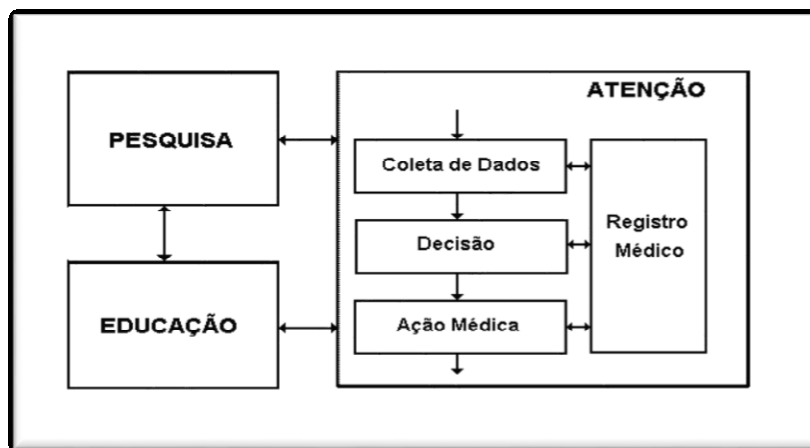 PESQUISA
EDUCAÇÃO
ATENÇÃO
Coleta de Dados
Decisão
Ação Médica
Registro
Médico